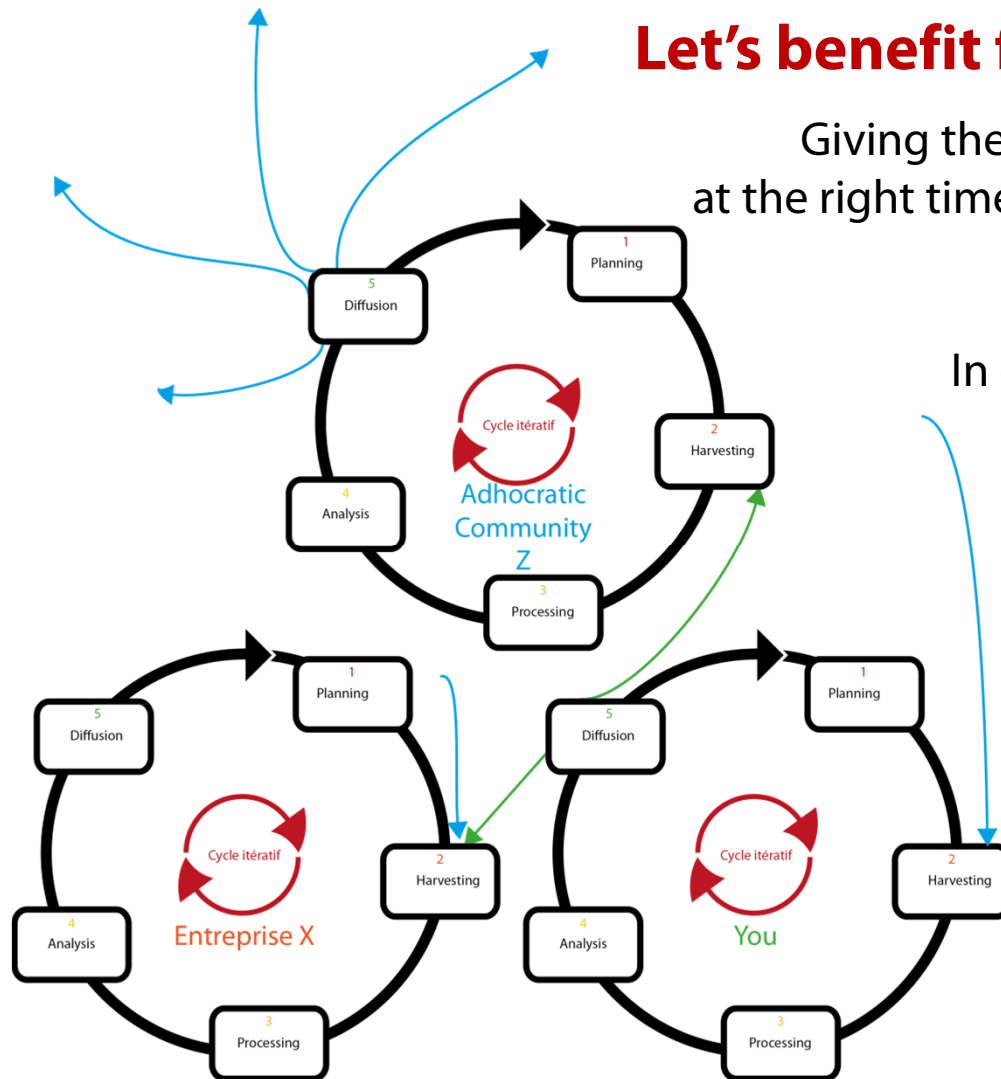 Let's benefit
Giving the
at the right time
In
1
Planning
2
Harvesting
3
Processing
4
Analysis
5
Diffusion
Cycle itératif
Adhocratic
Community
Z
1
Planning
2
Harvesting
3
Processing
4
Analysis
5
Diffusion
Cycle itératif
Entreprise X
1
Planning
2
Harvesting
3
Processing
4
Analysis
5
Diffusion
Cycle itératif
You